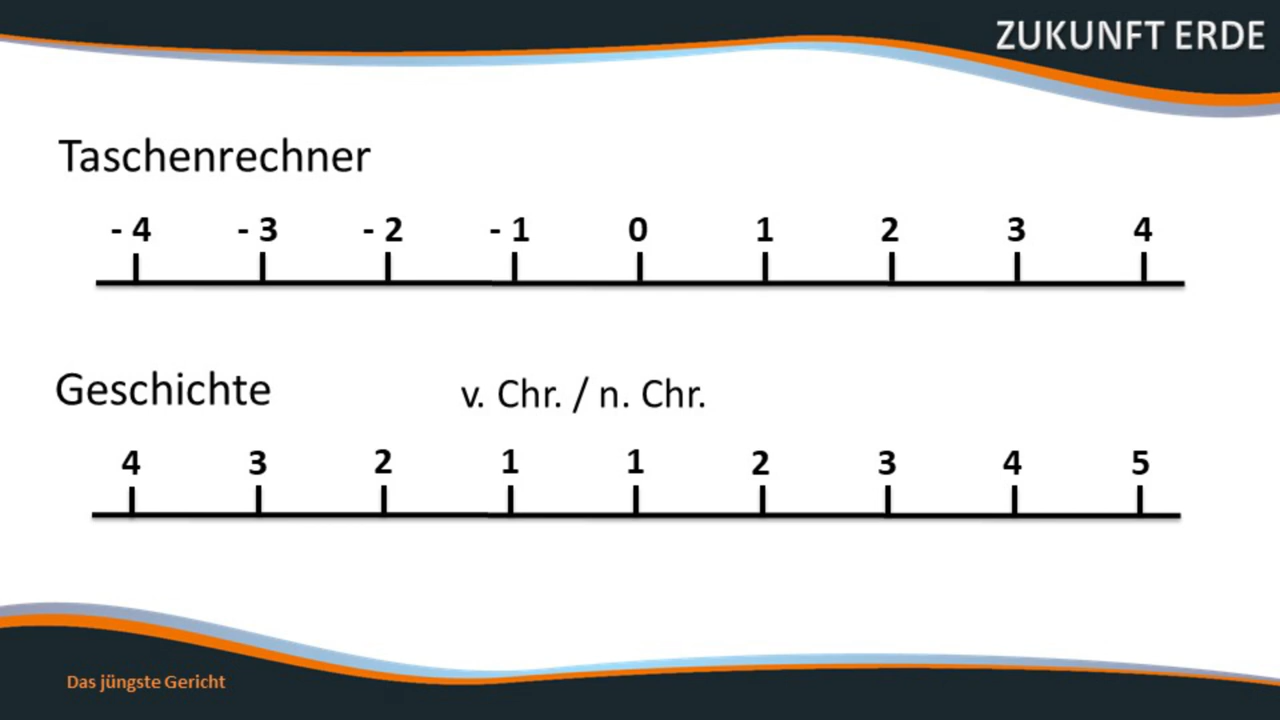 ZUKUNFT ERDE
Taschenrechner
- 4 - 3 - 2 - 1 0 1 2 3 4
Geschichte v. Chr. / n. Chr.
4 3 2 1 1 2 3 4 5
Das jüngste Gericht